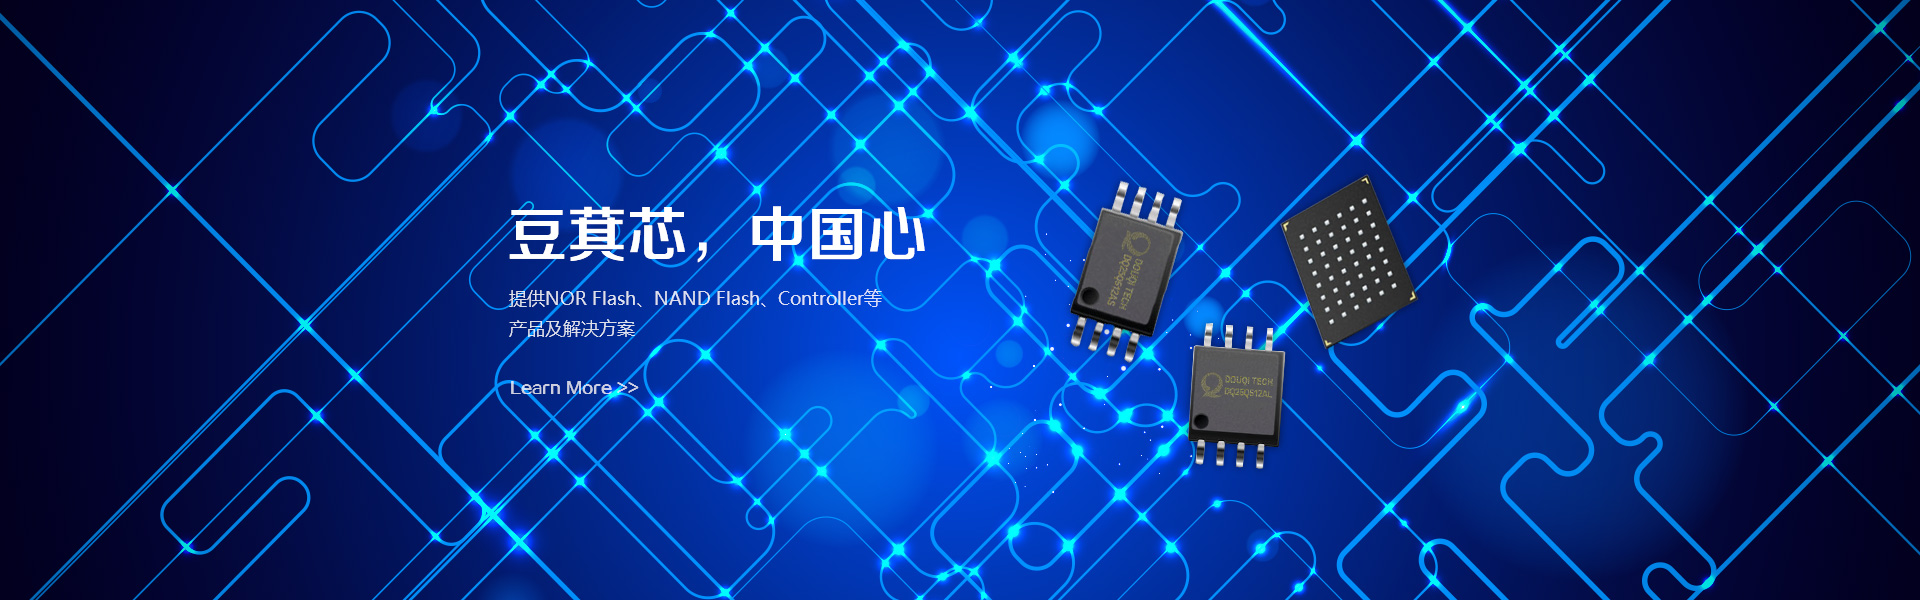 豆萁芯，中国心
提供NOR Flash、NAND Flash、Controller等
产品及解决方案
Learn More >>
DOUQI TECH
DQ25Q512AS
DOUQI TECH
DQ25Q512AL